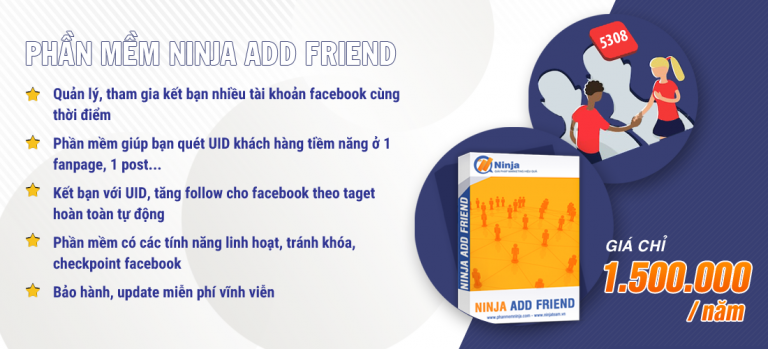 PHẦN MỀM NINJA ADD FRIEND
Quản lý, tham gia kết bạn nhiều tài khoản facebook cùng
thời điểm
Phần mềm giúp bạn quét UID khách hàng tiềm năng ở 1
fanpage, 1 post...
Kết bạn với UID, tăng follow cho facebook theo taget
hoàn toàn tự động
Phần mềm có các tính năng linh hoạt, tránh khóa,
checkpoint facebook
Bảo hành, update miễn phí vĩnh viễn
5308
Ninja
NINJA ADD FRIEND
NINJA ADD FRIEND
GIÁ CHỈ
1.500.000
/ năm